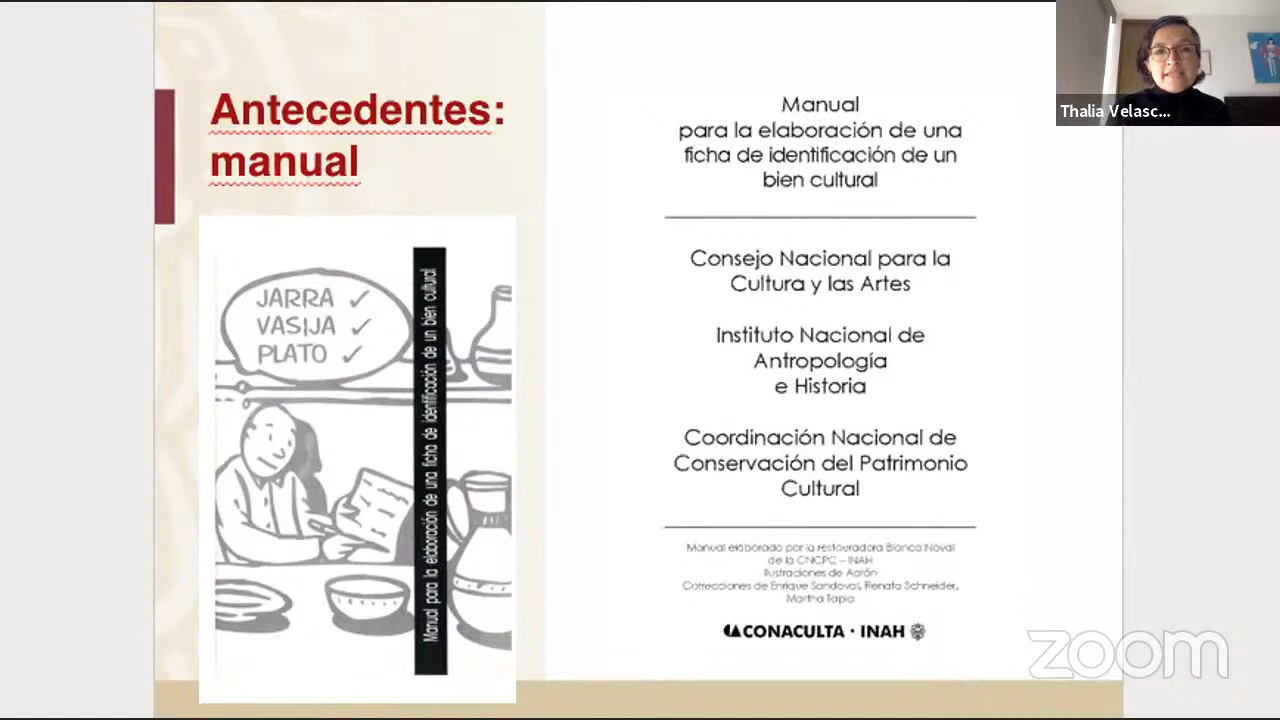 Antecedentes:
manual
JARRA ✓
VASIJA ✓
PLATO ✓
Manual para la elaboración de una ficha de identificación de un bien cultural
Manual
para la elaboración de una
ficha de identificación de un
bien cultural
Consejo Nacional para la
Cultura y las Artes
Instituto Nacional de
Antropología
e Historia
Coordinación Nacional de
Conservación del Patrimonio
Cultural
Manual elaborado por la restauradora Blanca Noval
de la CNCPC – INAH
Ilustraciones de Aarón
Correcciones de Enrique Sandoval, Renata Schneider,
Martha Tapia
CONACULTA · INAH
Thalia Velasc...
zoom